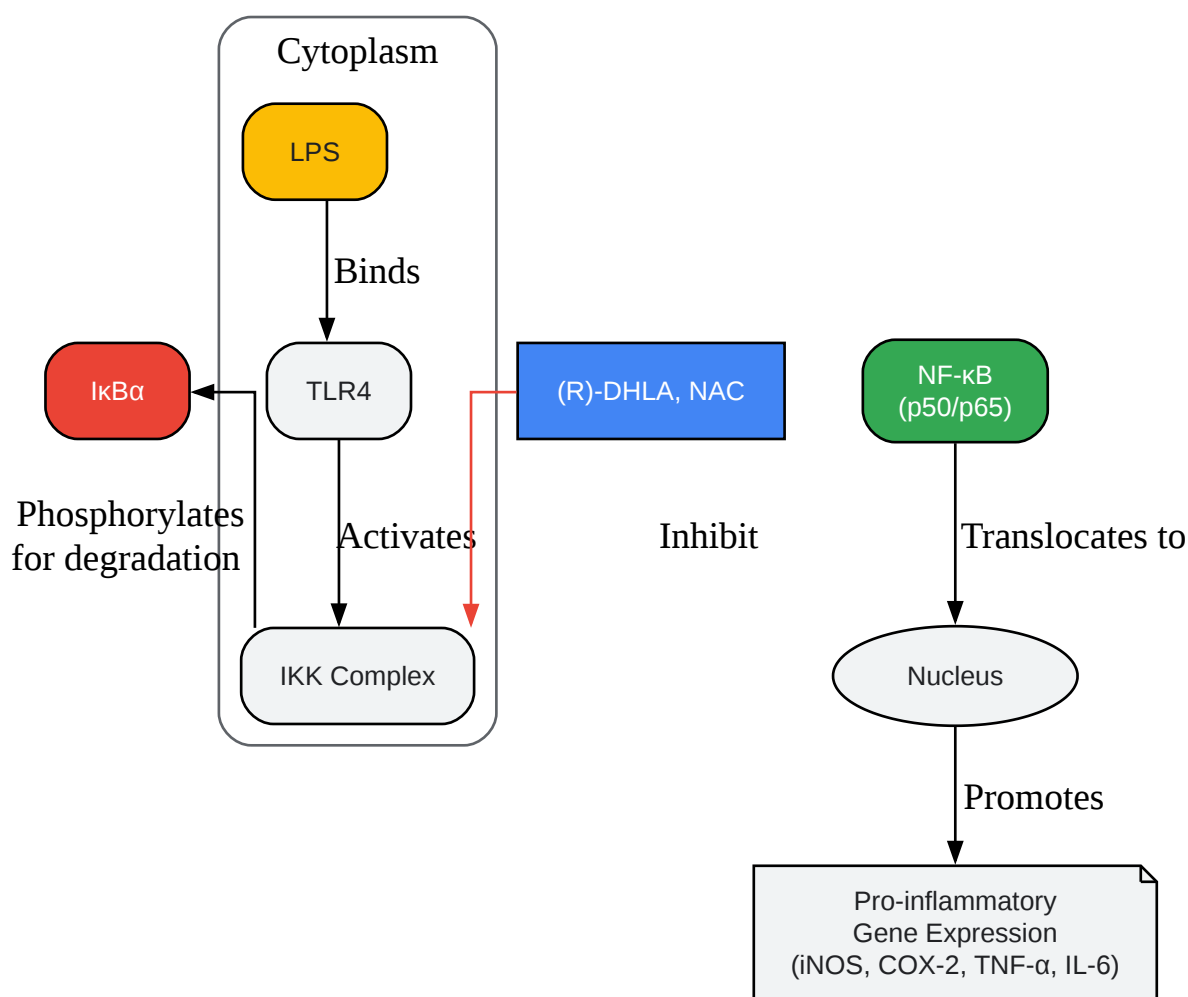 Cytoplasm
LPS
Binds
IκBα
TLR4
(R)-DHLA, NAC
NF-κB
(p50/p65)
Phosphorylates
for degradation
Activates
Inhibit
Translocates to
IKK Complex
Nucleus
Promotes
Pro-inflammatory
Gene Expression
(iNOS, COX-2, TNF-α, IL-6)